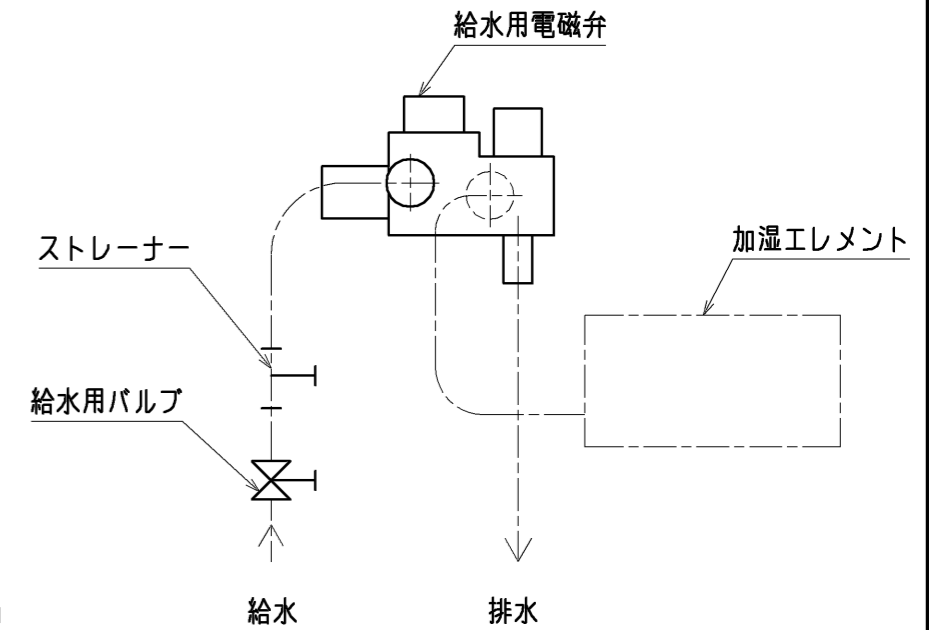 給水用電磁弁
ストレーナー
加湿エレメント
給水用バルブ
給水
排水